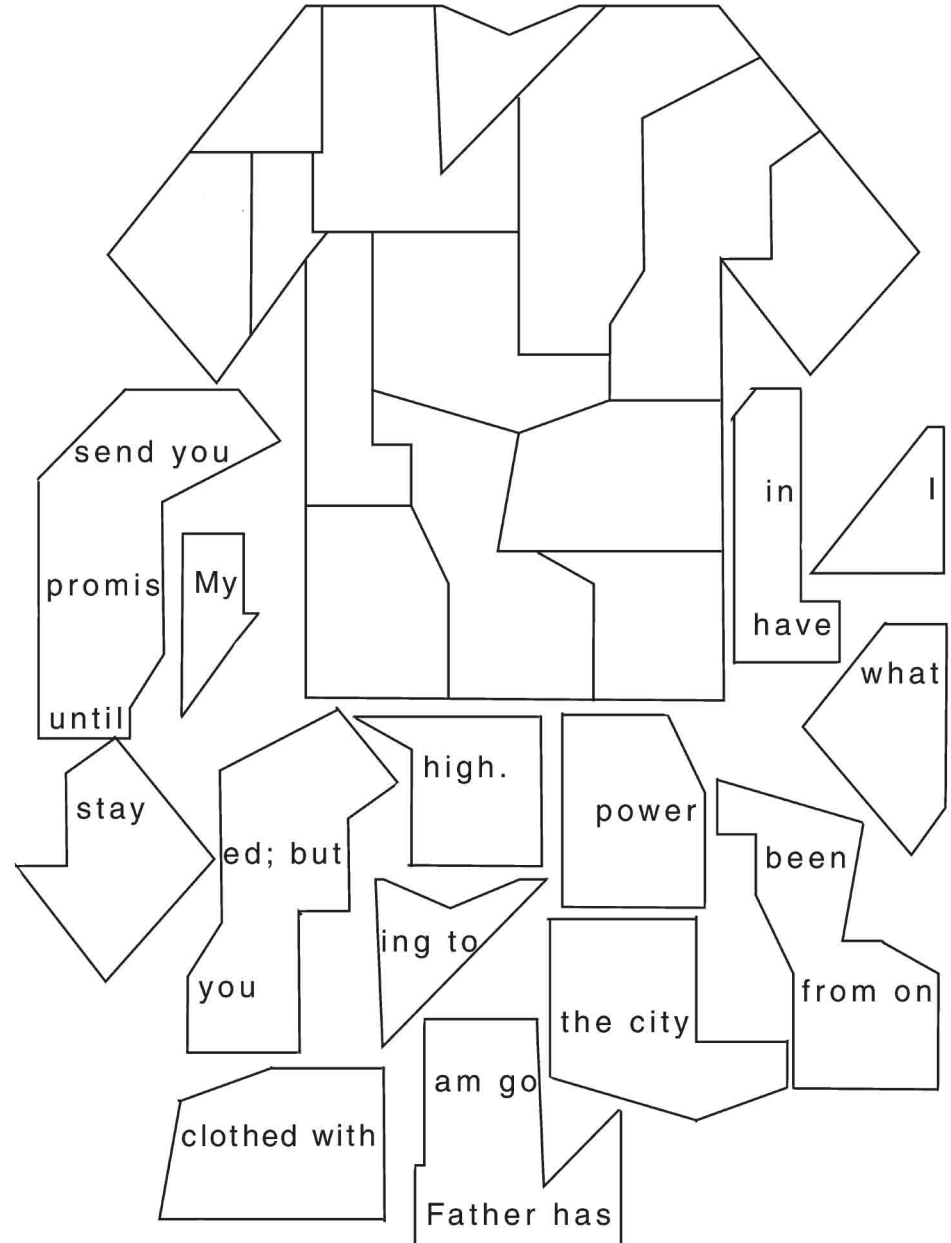 send you
in
I
promis
My
have
what
until
high.
stay
power
ed; but
been
ing to
you
from on
the city
am go
clothed with
Father has